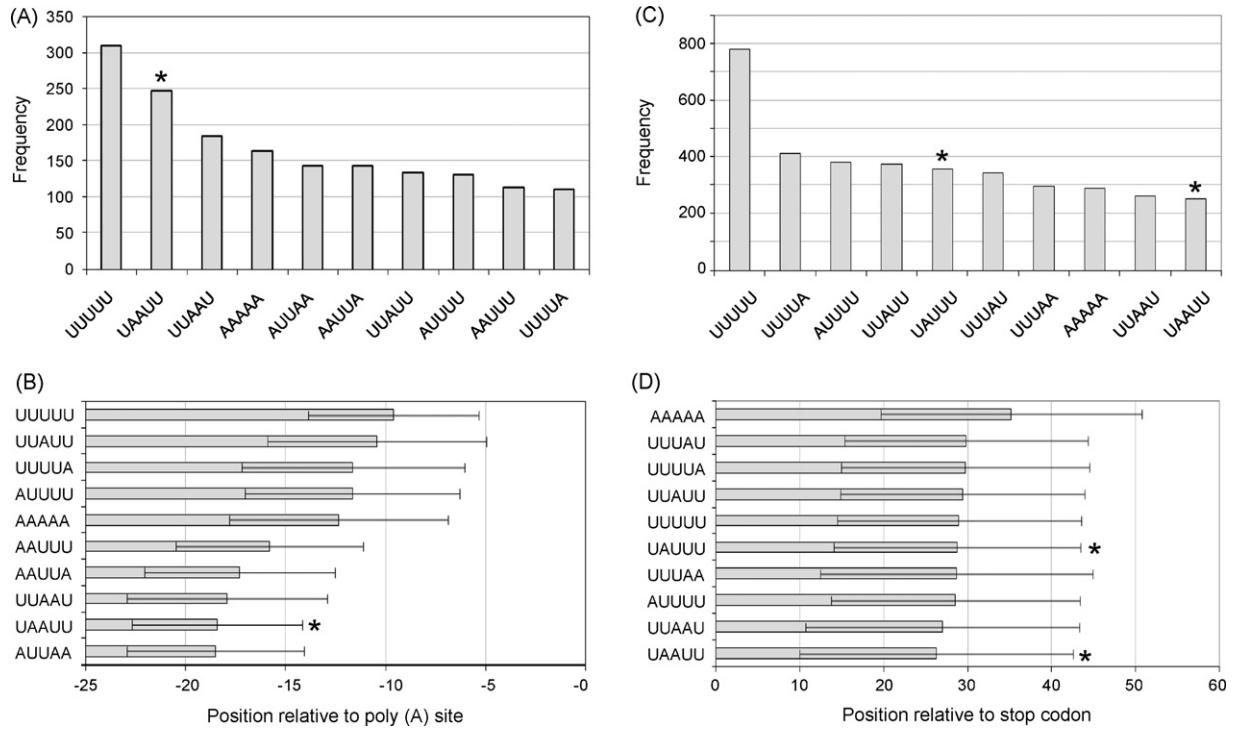 (A)
Frequency
350
300
250
200
150
100
50
0
*
UUUUU
UAAUU
UUAAU
AAAAA
AUUAA
AAUUA
UUAUU
AUUUU
AAUUU
UUUUA
(C)
Frequency
800
600
400
200
0
*
*
UUUUU
UUUUA
AUUUU
UUAUU
UAUUU
UUUAU
UUUAA
AAAAA
UUAAU
UAAUU
(B)
UUUUU
UUAUU
UUUUA
AUUUU
AAAAA
AAUUU
AAUUA
UUAAU
UAAUU *
AUUAA
-25 -20 -15 -10 -5 -0
Position relative to poly (A) site
(D)
AAAAA
UUUAU
UUUUA
UUAUU
UUUUU
UAUUU *
UUUAA
AUUUU
UUAAU
UAAUU *
0 10 20 30 40 50 60
Position relative to stop codon